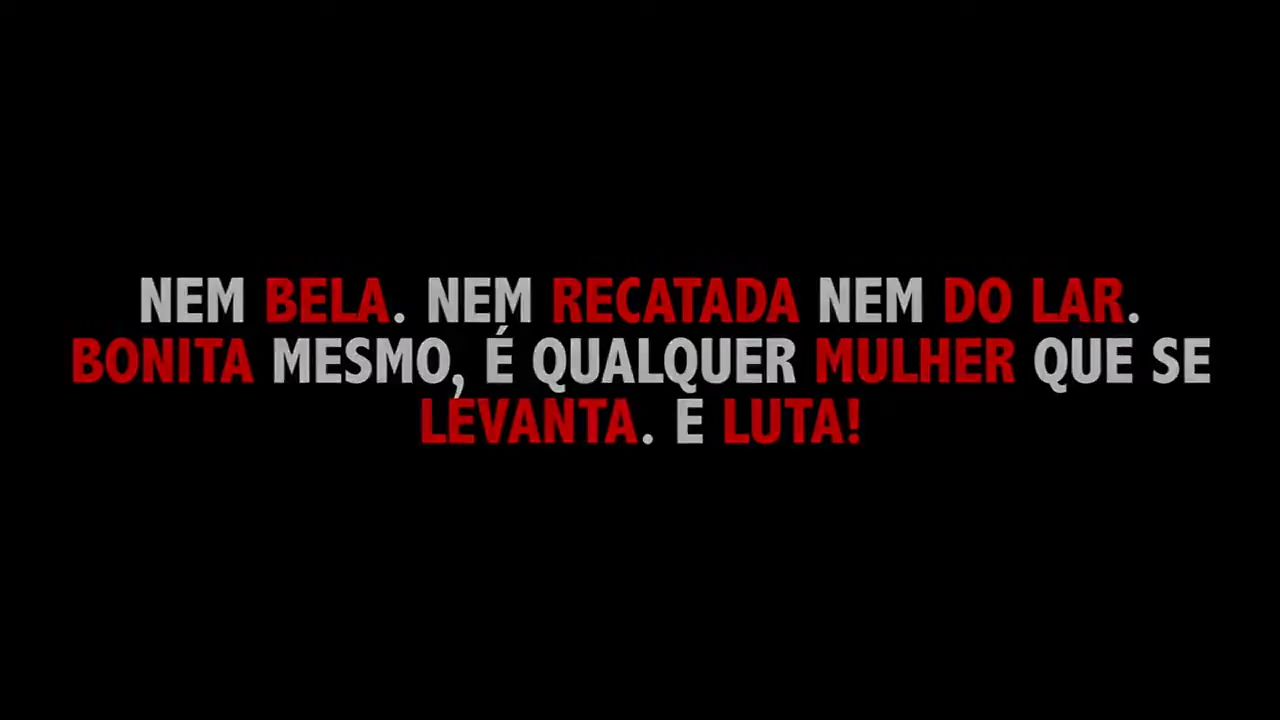 NEM BELA. NEM RECATADA NEM DO LAR.
BONITA MESMO, É QUALQUER MULHER QUE SE
LEVANTA. E LUTA!